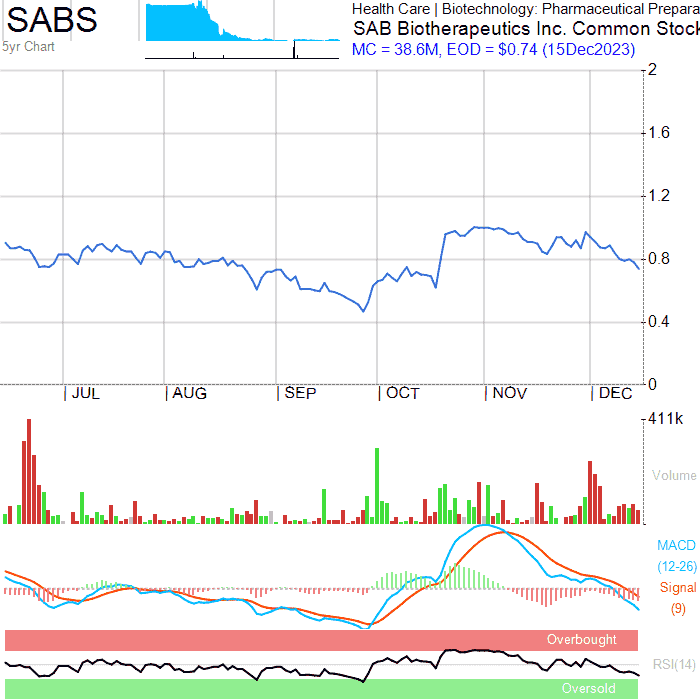 SABS
5yr Chart
Health Care | Biotechnology: Pharmaceutical Prepara
SAB Biotherapeutics Inc. Common Stock
MC = 38.6M, EOD = $0.74 (15Dec2023)
2
1.6
1.2
0.8
0.4
0
JUL AUG SEP OCT NOV DEC
411k
Volume
MACD
(12-26)
Signal
(9)
Overbought
RSI(14)
Oversold